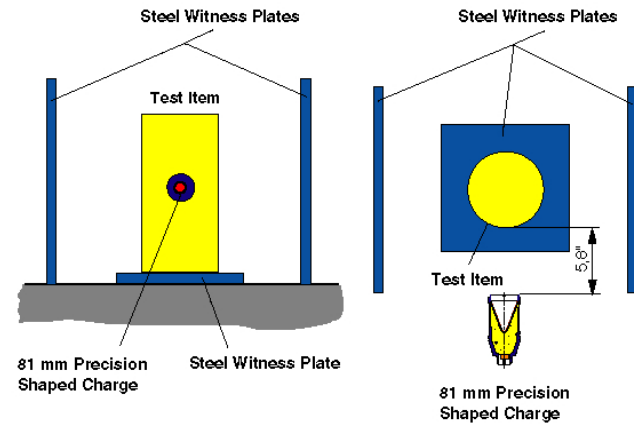 Steel Witness Plates
Test Item
81 mm Precision
Shaped Charge
Steel Witness Plate
Steel Witness Plates
Test Item
5,8"
81 mm Precision
Shaped Charge